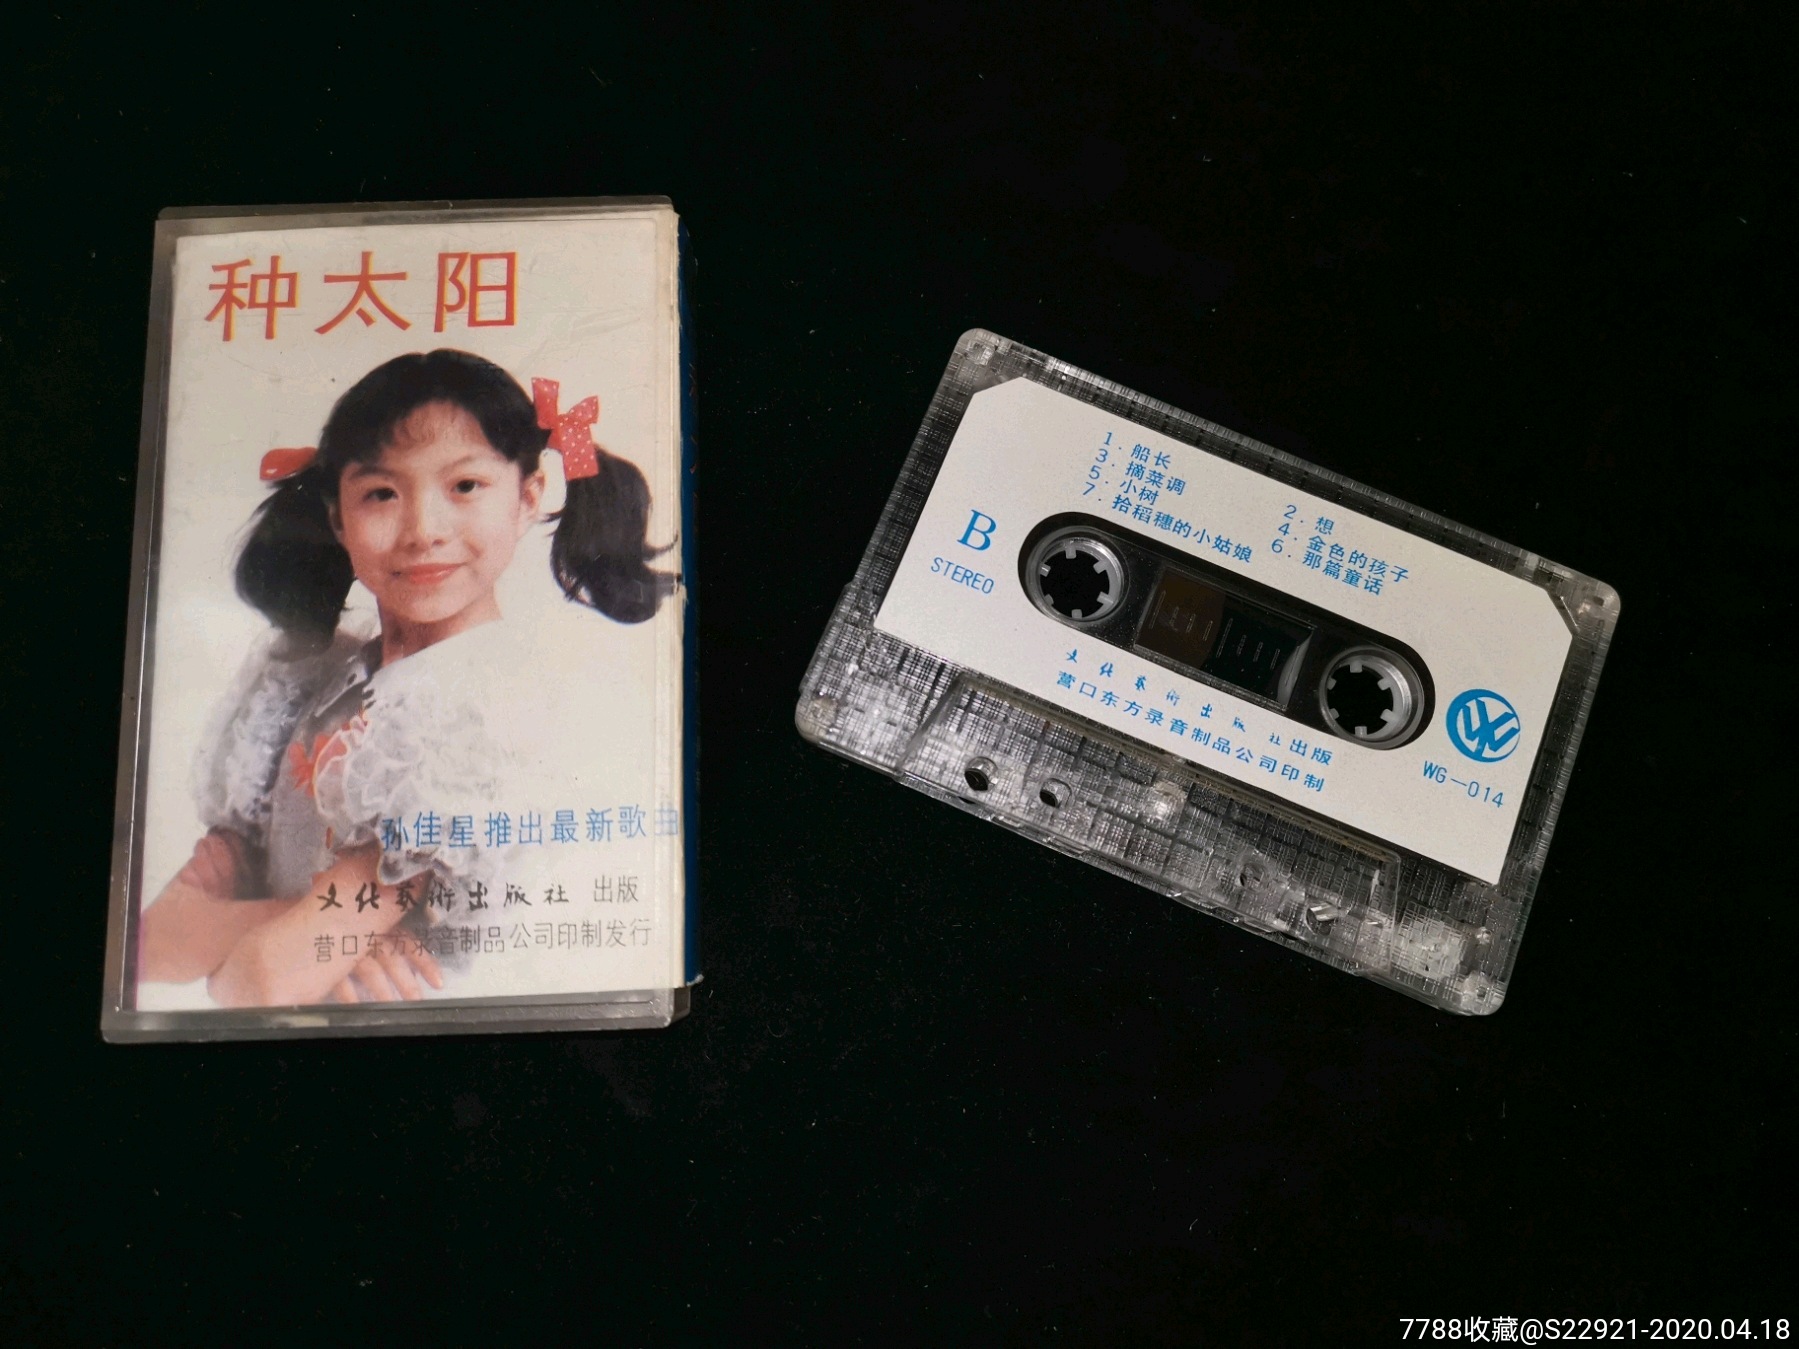 种太阳
孙佳星推出最新歌曲
文化藝術出版社 出版
营口东方录音制品公司印制发行
1.船长
2.想
3.摘菜调
4.金色的孩子
5.小树
6.那篇童话
7.拾稻穗的小姑娘
B
STEREO
文化藝術出版社出版
营口东方录音制品公司印制
WG-014
7788收藏@S22921-2020.04.18